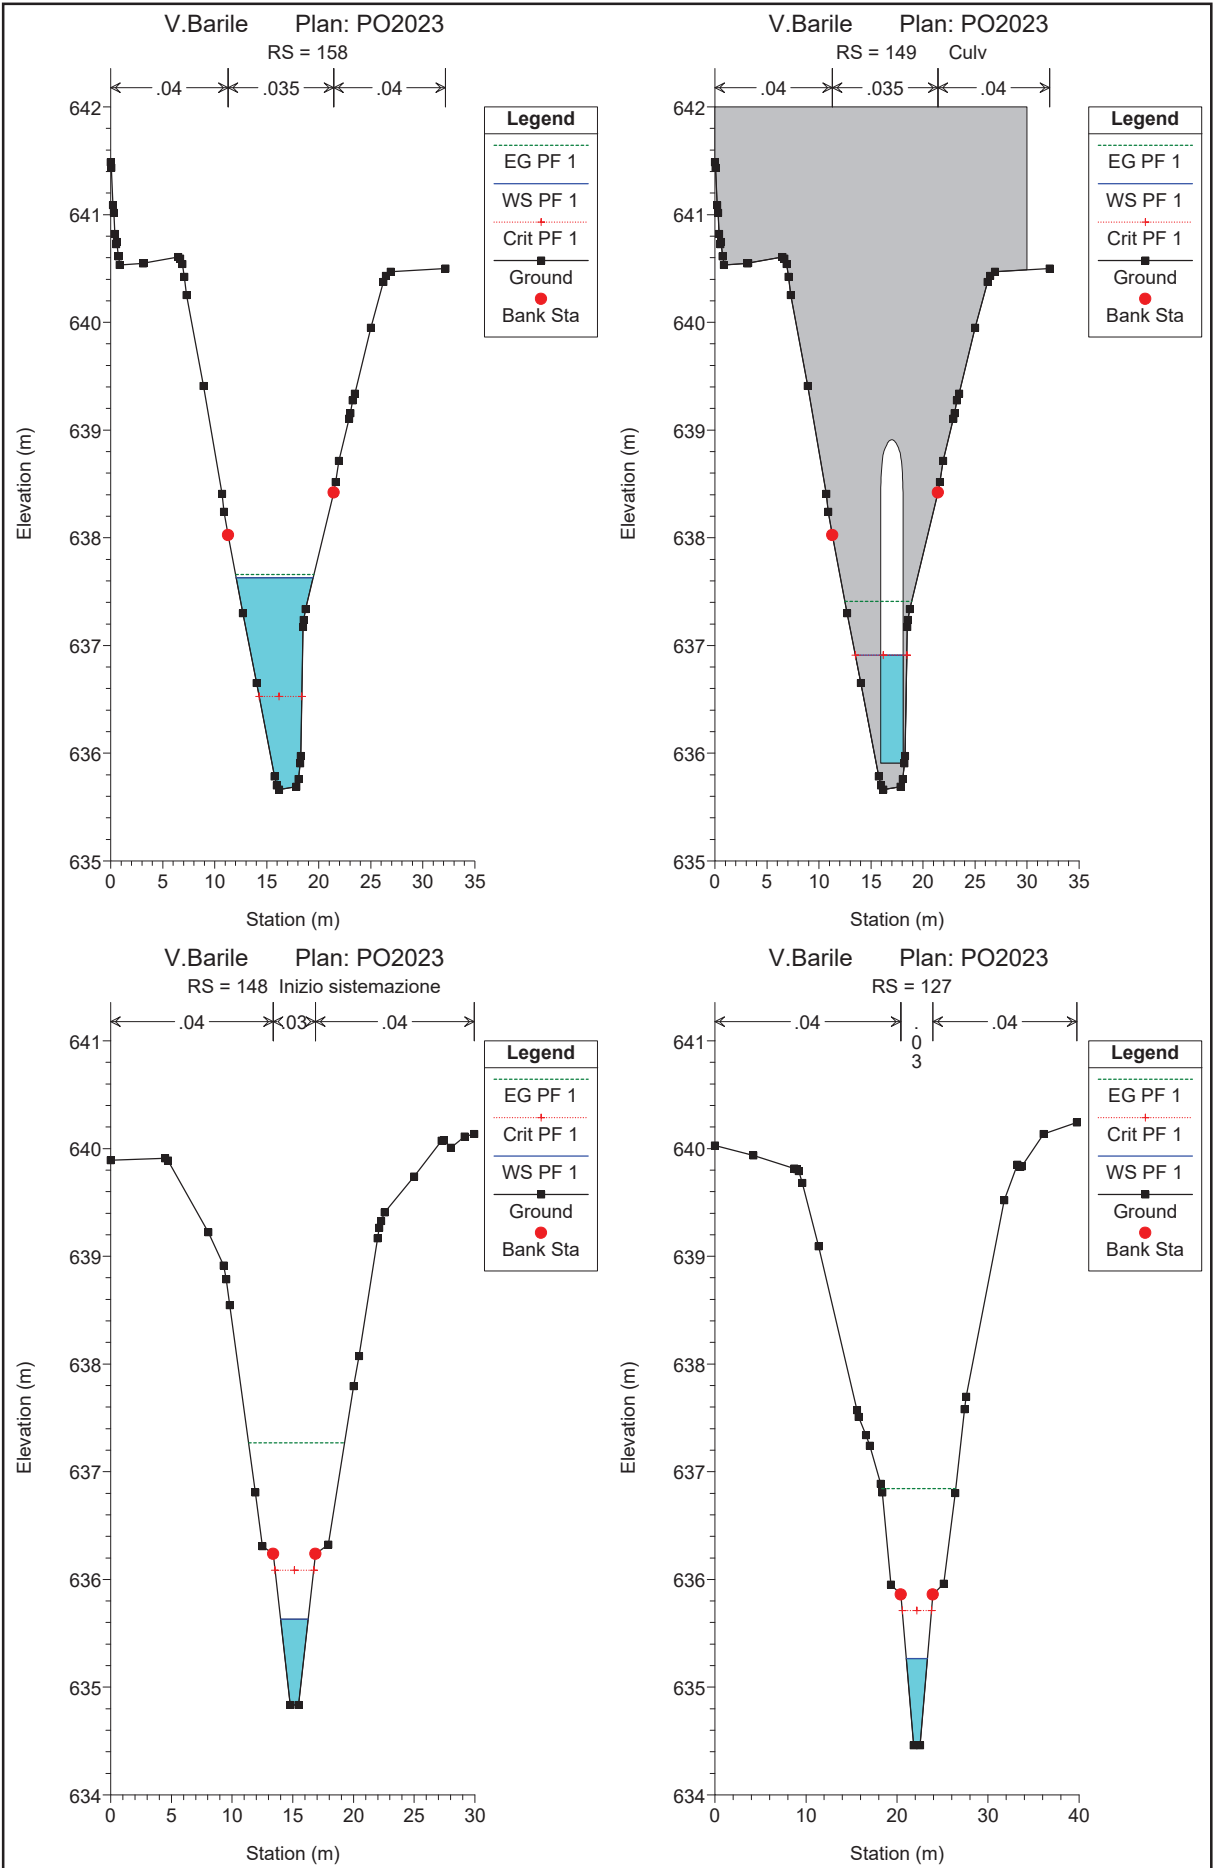 V.Barile Plan: PO2023
RS = 158
.04 .035 .04
Legend
EG PF 1
WS PF 1
Crit PF 1
Ground
Bank Sta
642
641
640
639
638
637
636
635
Elevation (m)
0 5 10 15 20 25 30 35
Station (m)
V.Barile Plan: PO2023
RS = 149 Culv
.04 .035 .04
Legend
EG PF 1
WS PF 1
Crit PF 1
Ground
Bank Sta
642
641
640
639
638
637
636
635
Elevation (m)
0 5 10 15 20 25 30 35
Station (m)
V.Barile Plan: PO2023
RS = 148 Inizio sistemazione
.04 .03 .04
Legend
EG PF 1
Crit PF 1
WS PF 1
Ground
Bank Sta
641
640
639
638
637
636
635
634
Elevation (m)
0 5 10 15 20 25 30
Station (m)
V.Barile Plan: PO2023
RS = 127
.04 .03 .04
Legend
EG PF 1
Crit PF 1
WS PF 1
Ground
Bank Sta
641
640
639
638
637
636
635
634
Elevation (m)
0 10 20 30 40
Station (m)